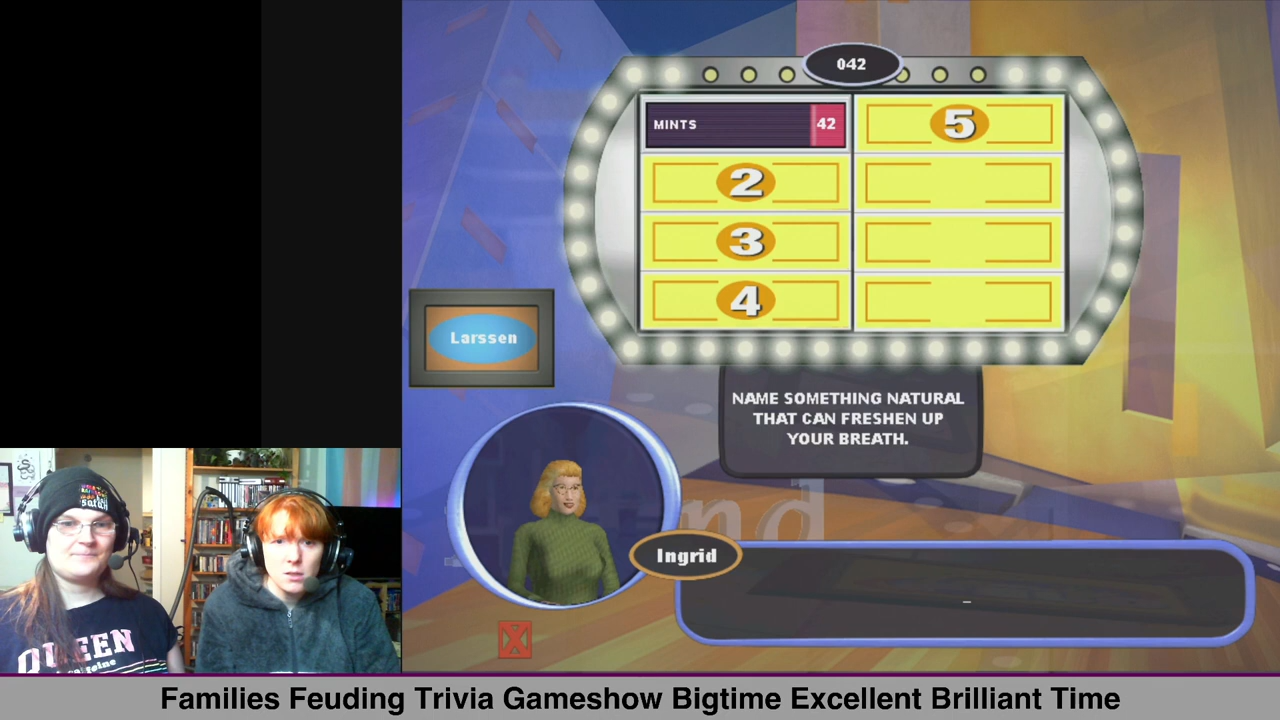 042
MINTS 42
5
2
3
4
Larssen
NAME SOMETHING NATURAL
THAT CAN FRESHEN UP
YOUR BREATH.
nd
Ingrid
X
QUEEN
Families Feuding Trivia Gameshow Bigtime Excellent Brilliant Time